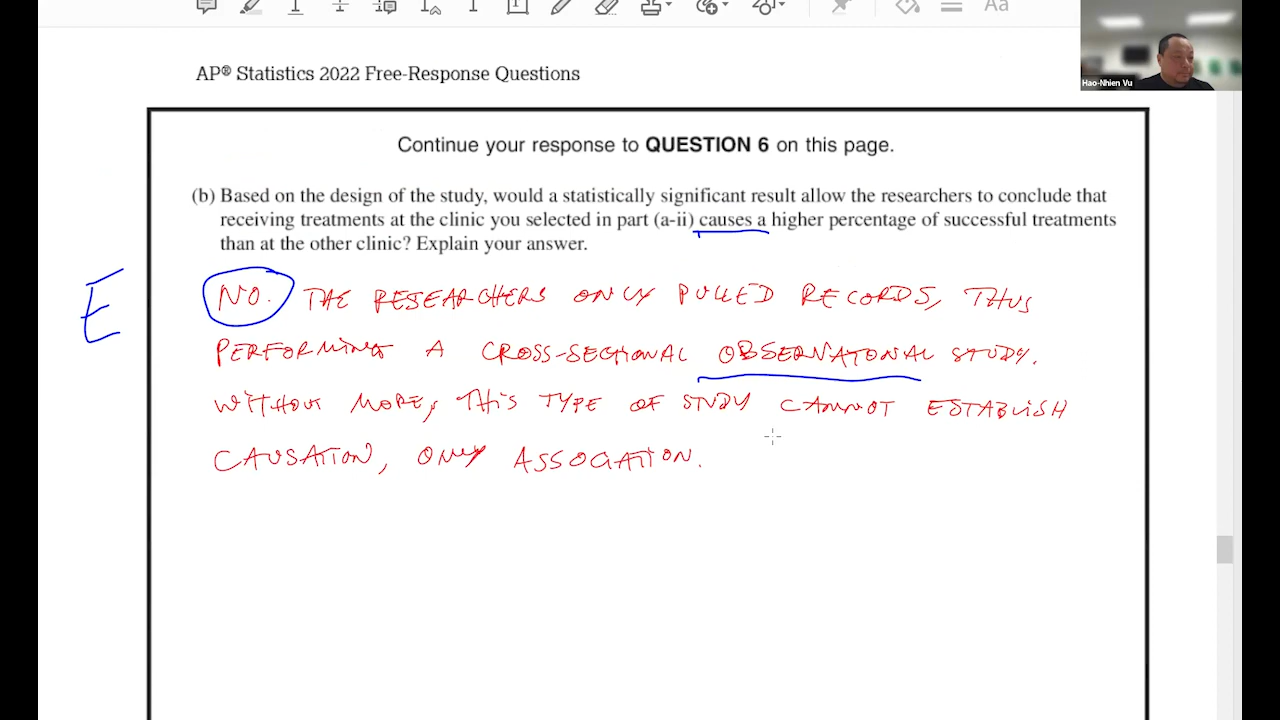 Aa
Hao-Nhien Vu
AP® Statistics 2022 Free-Response Questions
Continue your response to QUESTION 6 on this page.
(b) Based on the design of the study, would a statistically significant result allow the researchers to conclude that
receiving treatments at the clinic you selected in part (a-ii) causes a higher percentage of successful treatments
than at the other clinic? Explain your answer.
E
NO. THE RESEARCHERS ONLY PULLED RECORDS, THUS
PERFORMING A CROSS-SECTIONAL OBSERVATONAL STUDY.
WITHOUT MORE, THIS TYPE OF STUDY CANNOT ESTABLISH
CAUSATION, ONLY ASSOCIATION.